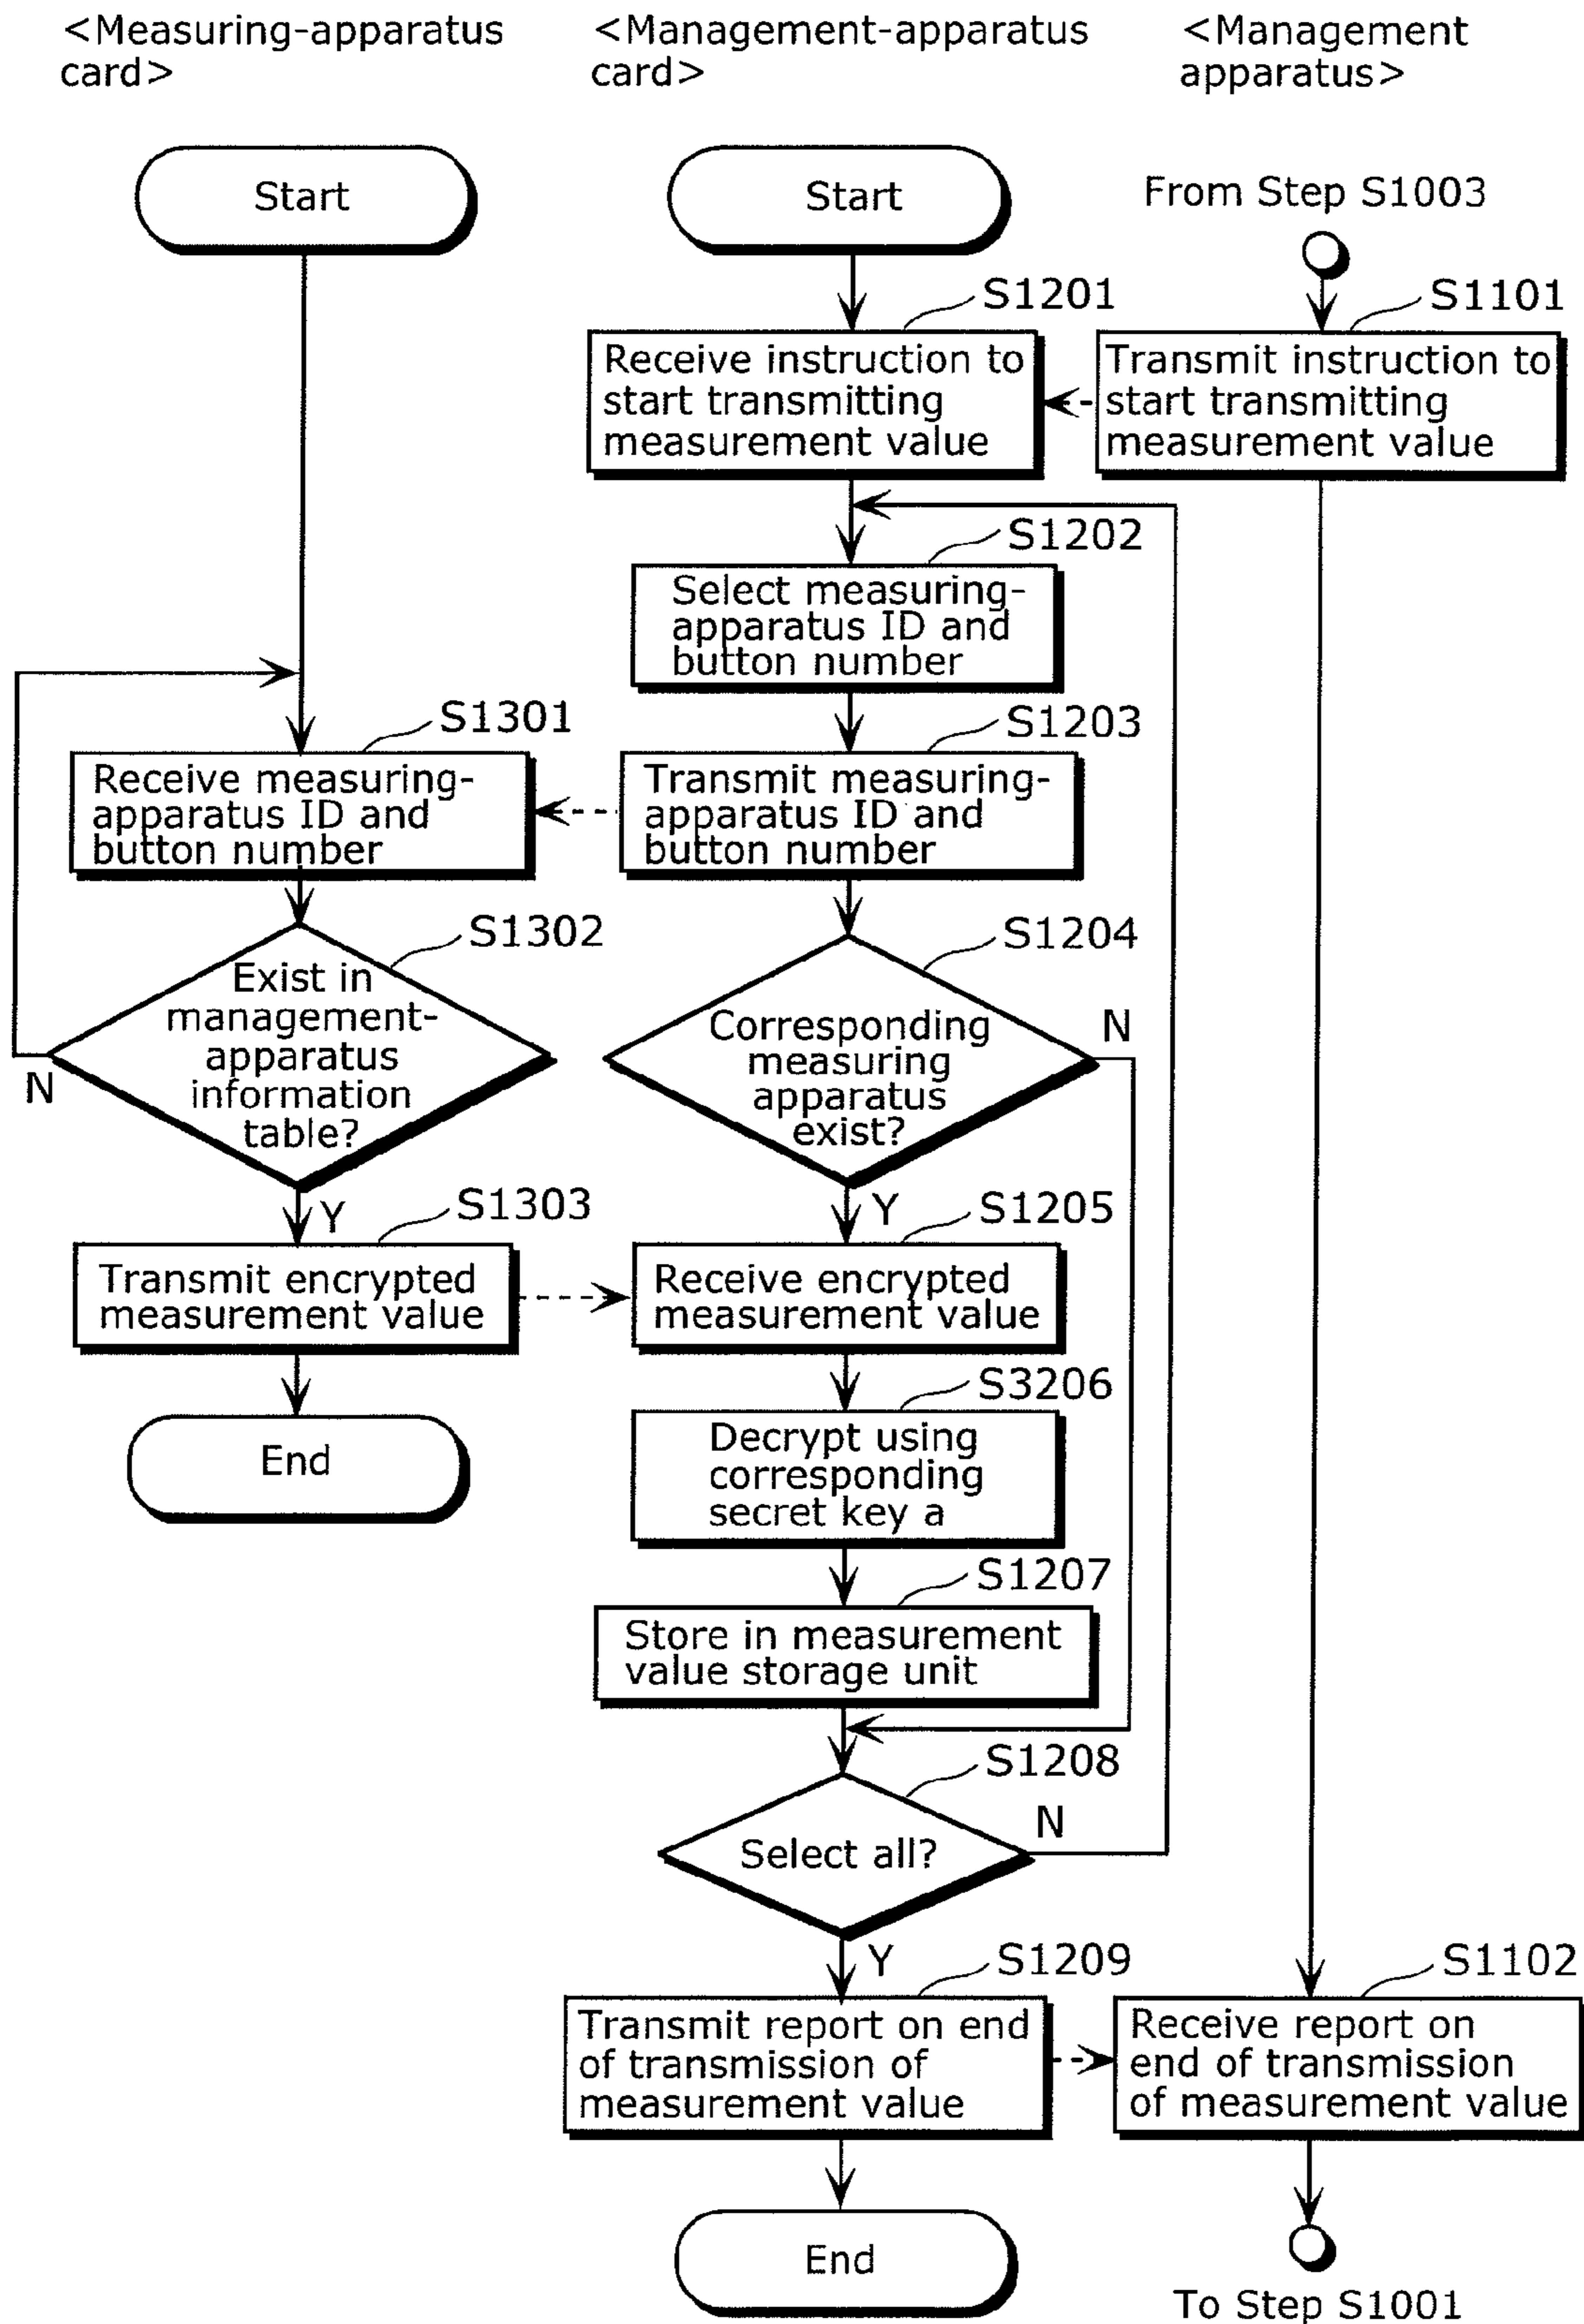 <Measuring-apparatus
card>
<Management-apparatus
card>
<Management
apparatus>
Start
Start
From Step S1003
S1201
S1101
Receive instruction to
start transmitting
measurement value
Transmit instruction to
start transmitting
measurement value
S1202
Select measuring-
apparatus ID and
button number
S1301
S1203
Receive measuring-
apparatus ID and
button number
Transmit measuring-
apparatus ID and
button number
S1302
S1204
Exist in
management-
apparatus
information
table?
N
Corresponding
measuring
apparatus
exist?
N
Y
S1303
Y
S1205
Transmit encrypted
measurement value
Receive encrypted
measurement value
S3206
Decrypt using
corresponding
secret key a
End
S1207
Store in measurement
value storage unit
S1208
Select all?
N
Y
S1209
S1102
Transmit report on end
of transmission of
measurement value
Receive report on
end of transmission
of measurement value
End
To Step S1001